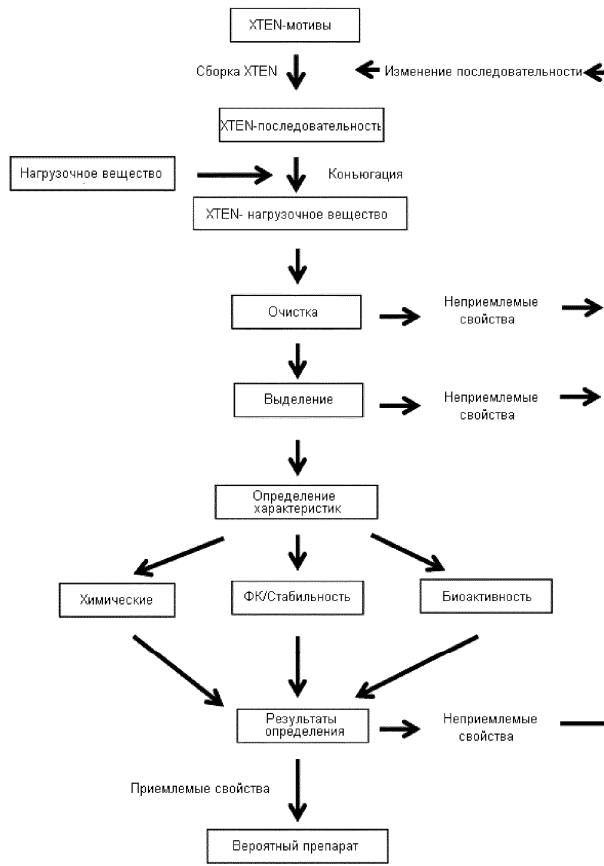 XTEN-мотивы
Сборка XTEN
Изменение последовательности
XTEN-последовательность
Нагрузочное вещество
Конъюгация
XTEN- нагрузочное вещество
Очистка
Неприемлемые
свойства
Выделение
Неприемлемые
свойства
Определение
характеристик
Химические
ФК/Стабильность
Биоактивность
Результаты
определения
Неприемлемые
свойства
Приемлемые свойства
Вероятный препарат